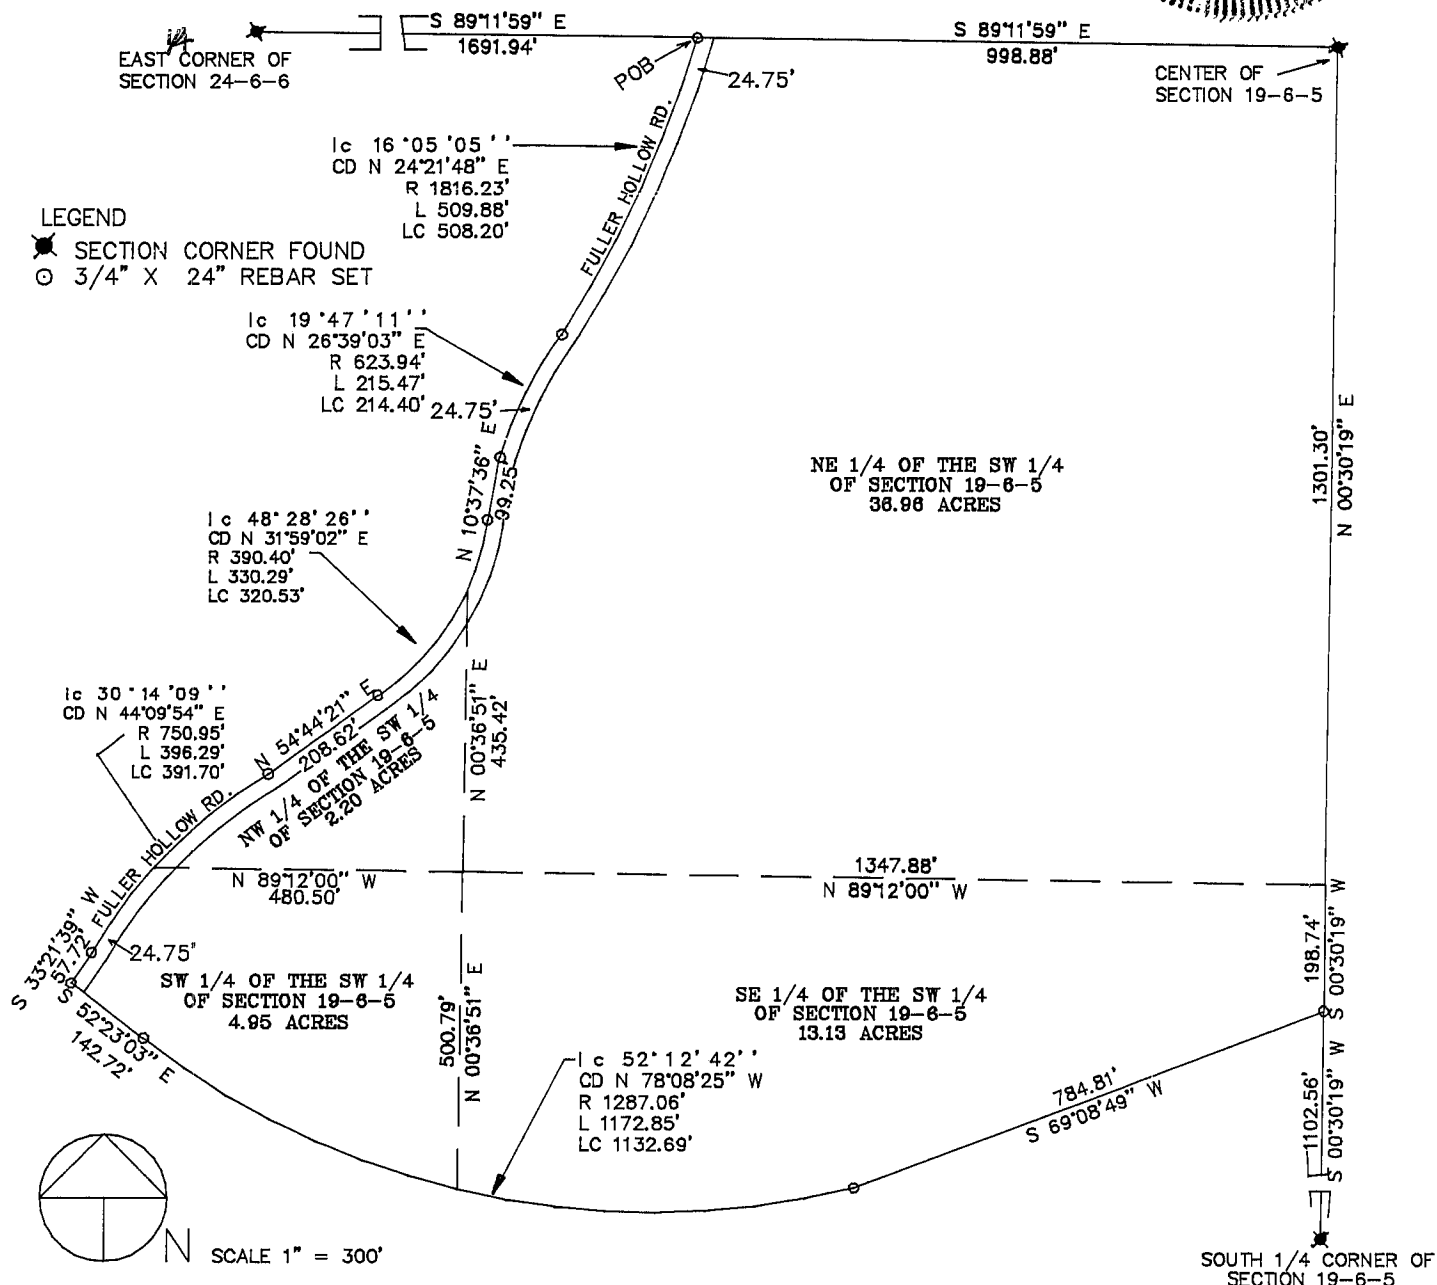 S 89°11'59" E
1691.94'
S 89°11'59" E
998.88'
EAST CORNER OF
SECTION 24-6-6
POB
24.75'
CENTER OF
SECTION 19-6-5
lc 16°05'05''
CD N 24°21'48" E
R 1816.23'
L 509.88'
LC 508.20'
FULLER HOLLOW RD.
LEGEND
SECTION CORNER FOUND
3/4" X 24" REBAR SET
lc 19°47'11''
CD N 26°39'03" E
R 623.94'
L 215.47'
LC 214.40'
24.75'
N 10°37'36" E
99.25'
NE 1/4 OF THE SW 1/4
OF SECTION 19-6-5
36.96 ACRES
1301.30'
N 00°30'19" E
lc 48°28'26''
CD N 31°59'02" E
R 390.40'
L 330.29'
LC 320.53'
lc 30°14'09''
CD N 44°09'54" E
R 750.95'
L 396.29'
LC 391.70'
N 54°44'21" E
208.62'
NW 1/4 OF THE SW 1/4
OF SECTION 19-6-5
2.20 ACRES
N 00°36'51" E
435.42'
FULLER HOLLOW RD.
N 89°12'00" W
480.50'
1347.88'
N 89°12'00" W
S 33°21'39" W
57.72'
24.75'
S 52°23'03" E
142.72'
SW 1/4 OF THE SW 1/4
OF SECTION 19-6-5
4.95 ACRES
500.79'
N 00°36'51" E
SE 1/4 OF THE SW 1/4
OF SECTION 19-6-5
13.13 ACRES
198.74'
S 00°30'19" W
lc 52°12'42''
CD N 78°08'25" W
R 1287.06'
L 1172.85'
LC 1132.69'
784.81'
S 69°08'49" W
1102.56'
S 00°30'19" W
N
SCALE 1" = 300'
SOUTH 1/4 CORNER OF
SECTION 19-6-5